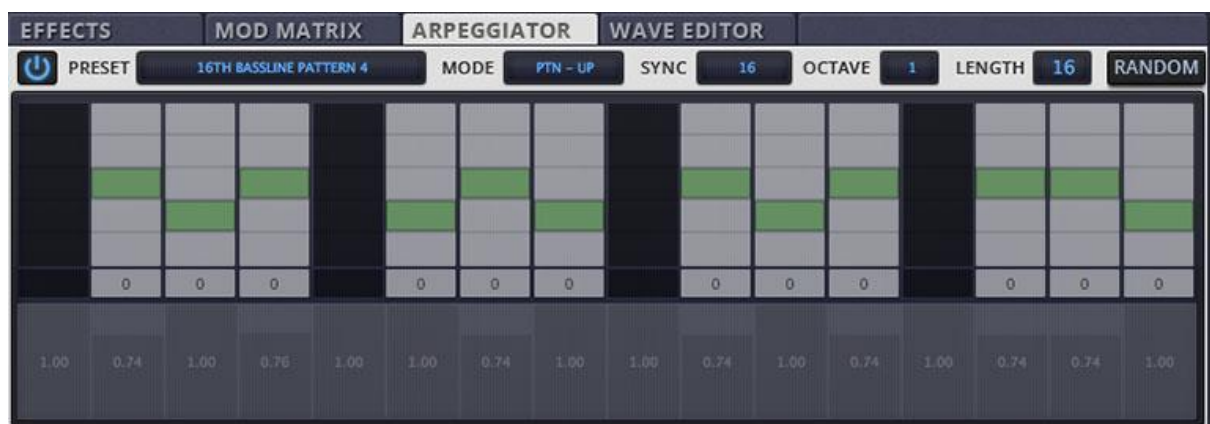 EFFECTS MOD MATRIX ARPEGGIATOR WAVE EDITOR
PRESET 16TH BASSLINE PATTERN 4 MODE PTN - UP SYNC 16 OCTAVE 1 LENGTH 16 RANDOM
0 0 0 0 0 0 0 0 0 0 0 0
1.00 0.74 1.00 0.76 1.00 1.00 0.74 1.00 1.00 0.74 1.00 0.74 1.00 0.74 0.74 1.00